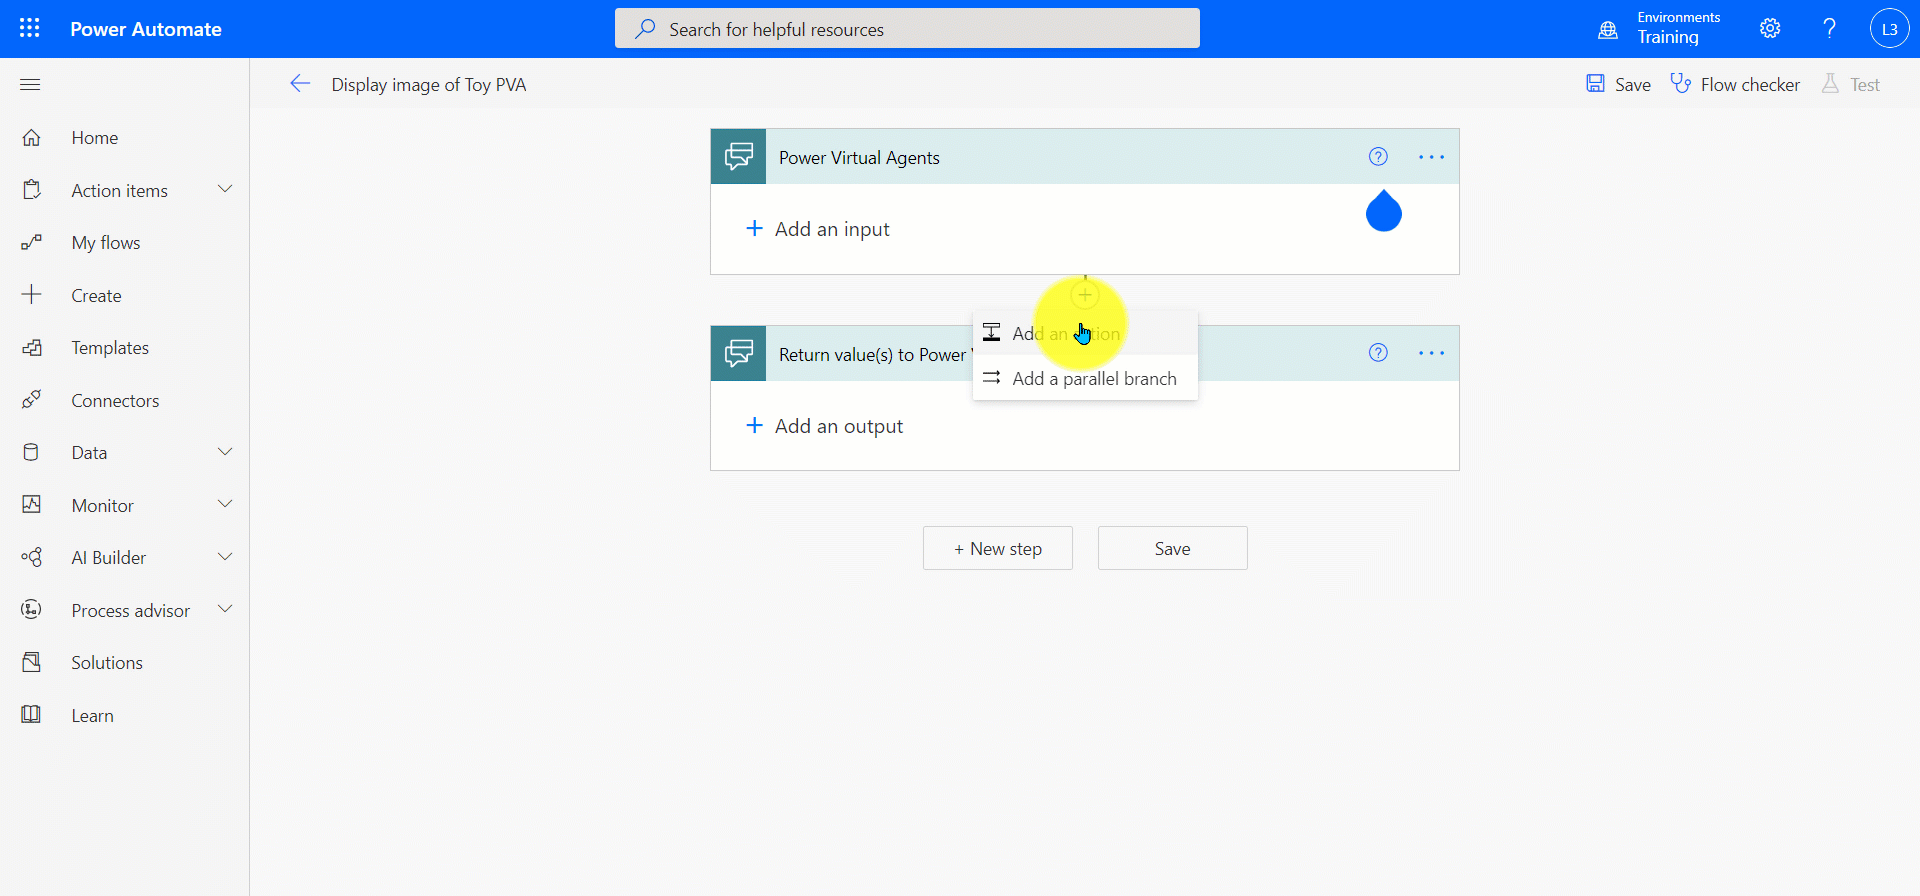 Power Automate
Search for helpful resources
Environments
Training
?
L3
Display image of Toy PVA
Save
Flow checker
Test
Home
Action items
My flows
Create
Templates
Connectors
Data
Monitor
AI Builder
Process advisor
Solutions
Learn
Power Virtual Agents
?
...
+ Add an input
Add an
Add a parallel branch
Return value(s) to Power
?
...
+ Add an output
+ New step
Save